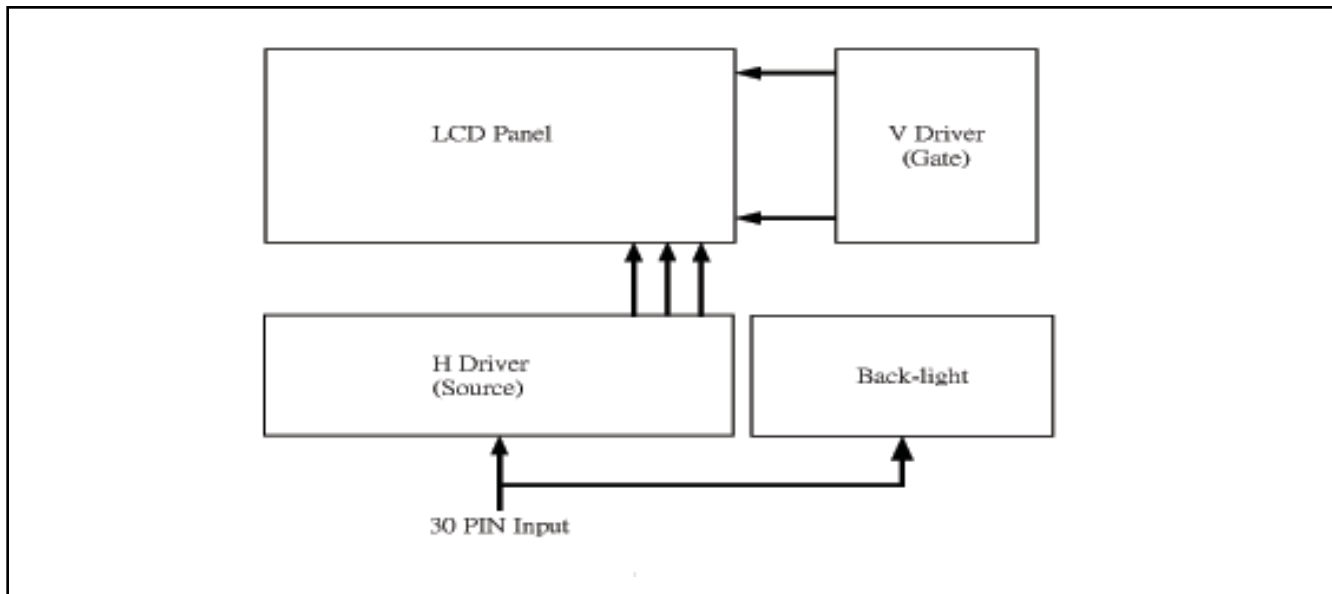 LCD Panel
V Driver
(Gate)
H Driver
(Source)
Back-light
30 PIN Input